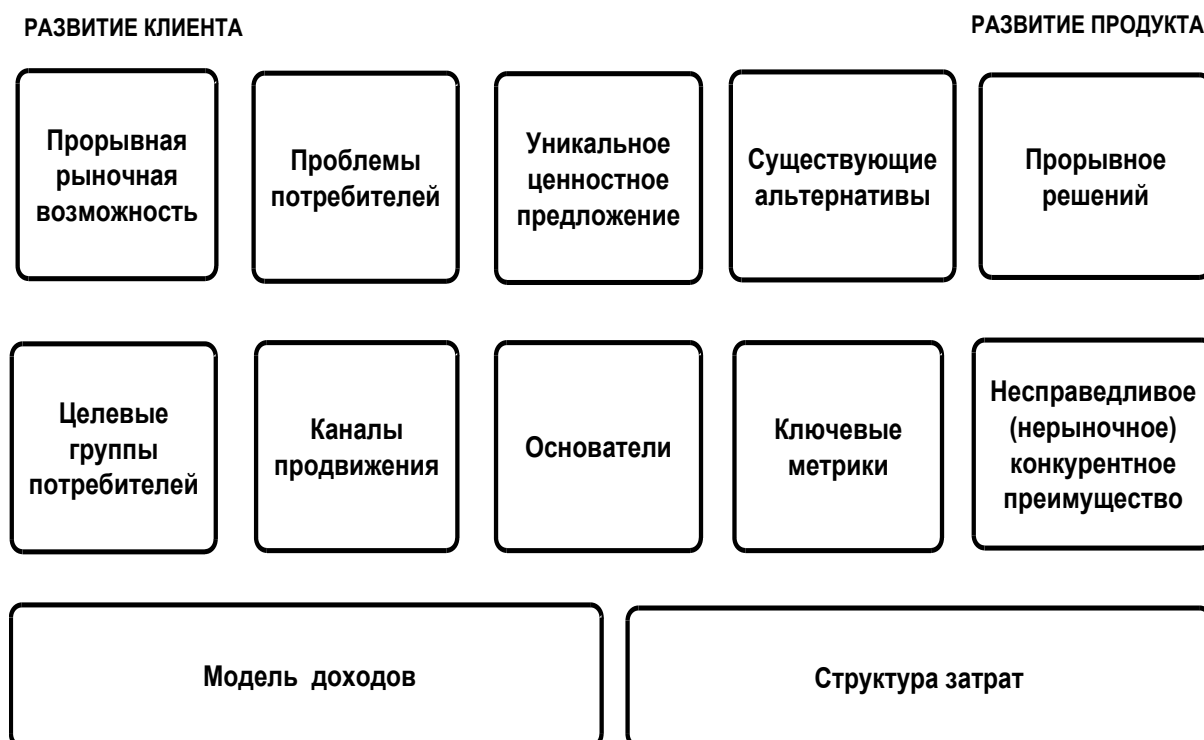 РАЗВИТИЕ КЛИЕНТА
РАЗВИТИЕ ПРОДУКТА
Прорывная
рыночная
возможность
Проблемы
потребителей
Уникальное
ценностное
предложение
Существующие
альтернативы
Прорывное
решений
Целевые
группы
потребителей
Каналы
продвижения
Основатели
Ключевые
метрики
Несправедливое
(нерыночное)
конкурентное
преимущество
Модель доходов
Структура затрат